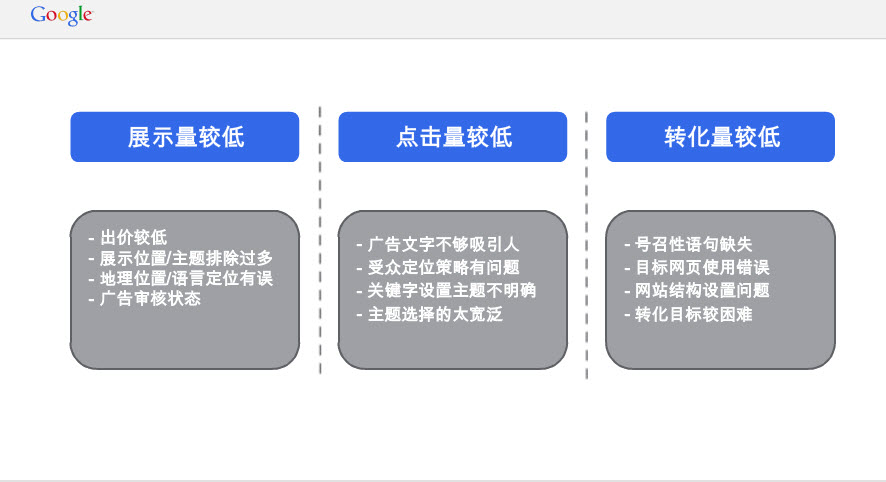 Google
展示量较低
点击量较低
转化量较低
- 出价较低
- 展示位置/主题排除过多
- 地理位置/语言定位有误
- 广告审核状态
- 广告文字不够吸引人
- 受众定位策略有问题
- 关键字设置主题不明确
- 主题选择的太宽泛
- 号召性语句缺失
- 目标网页使用错误
- 网站结构设置问题
- 转化目标较困难